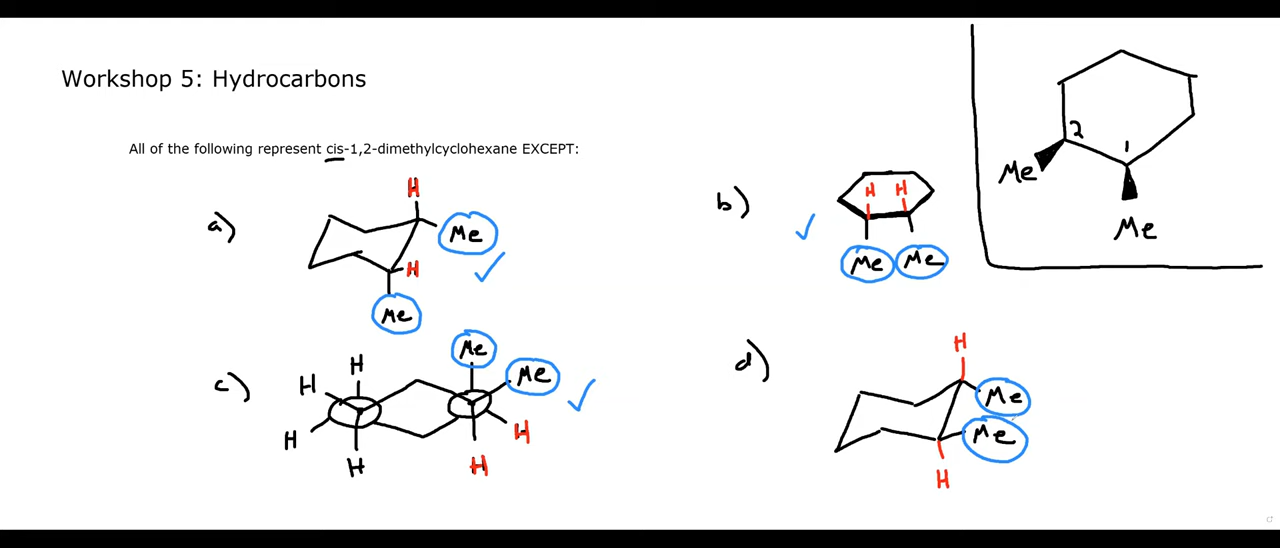 Workshop 5: Hydrocarbons
All of the following represent cis-1,2-dimethylcyclohexane EXCEPT:
a)
H
Me
H
Me
b)
H H
Me Me
2
1
Me
Me
c)
Me
H
Me
H
H
H
H
H
d)
H
Me
Me
H